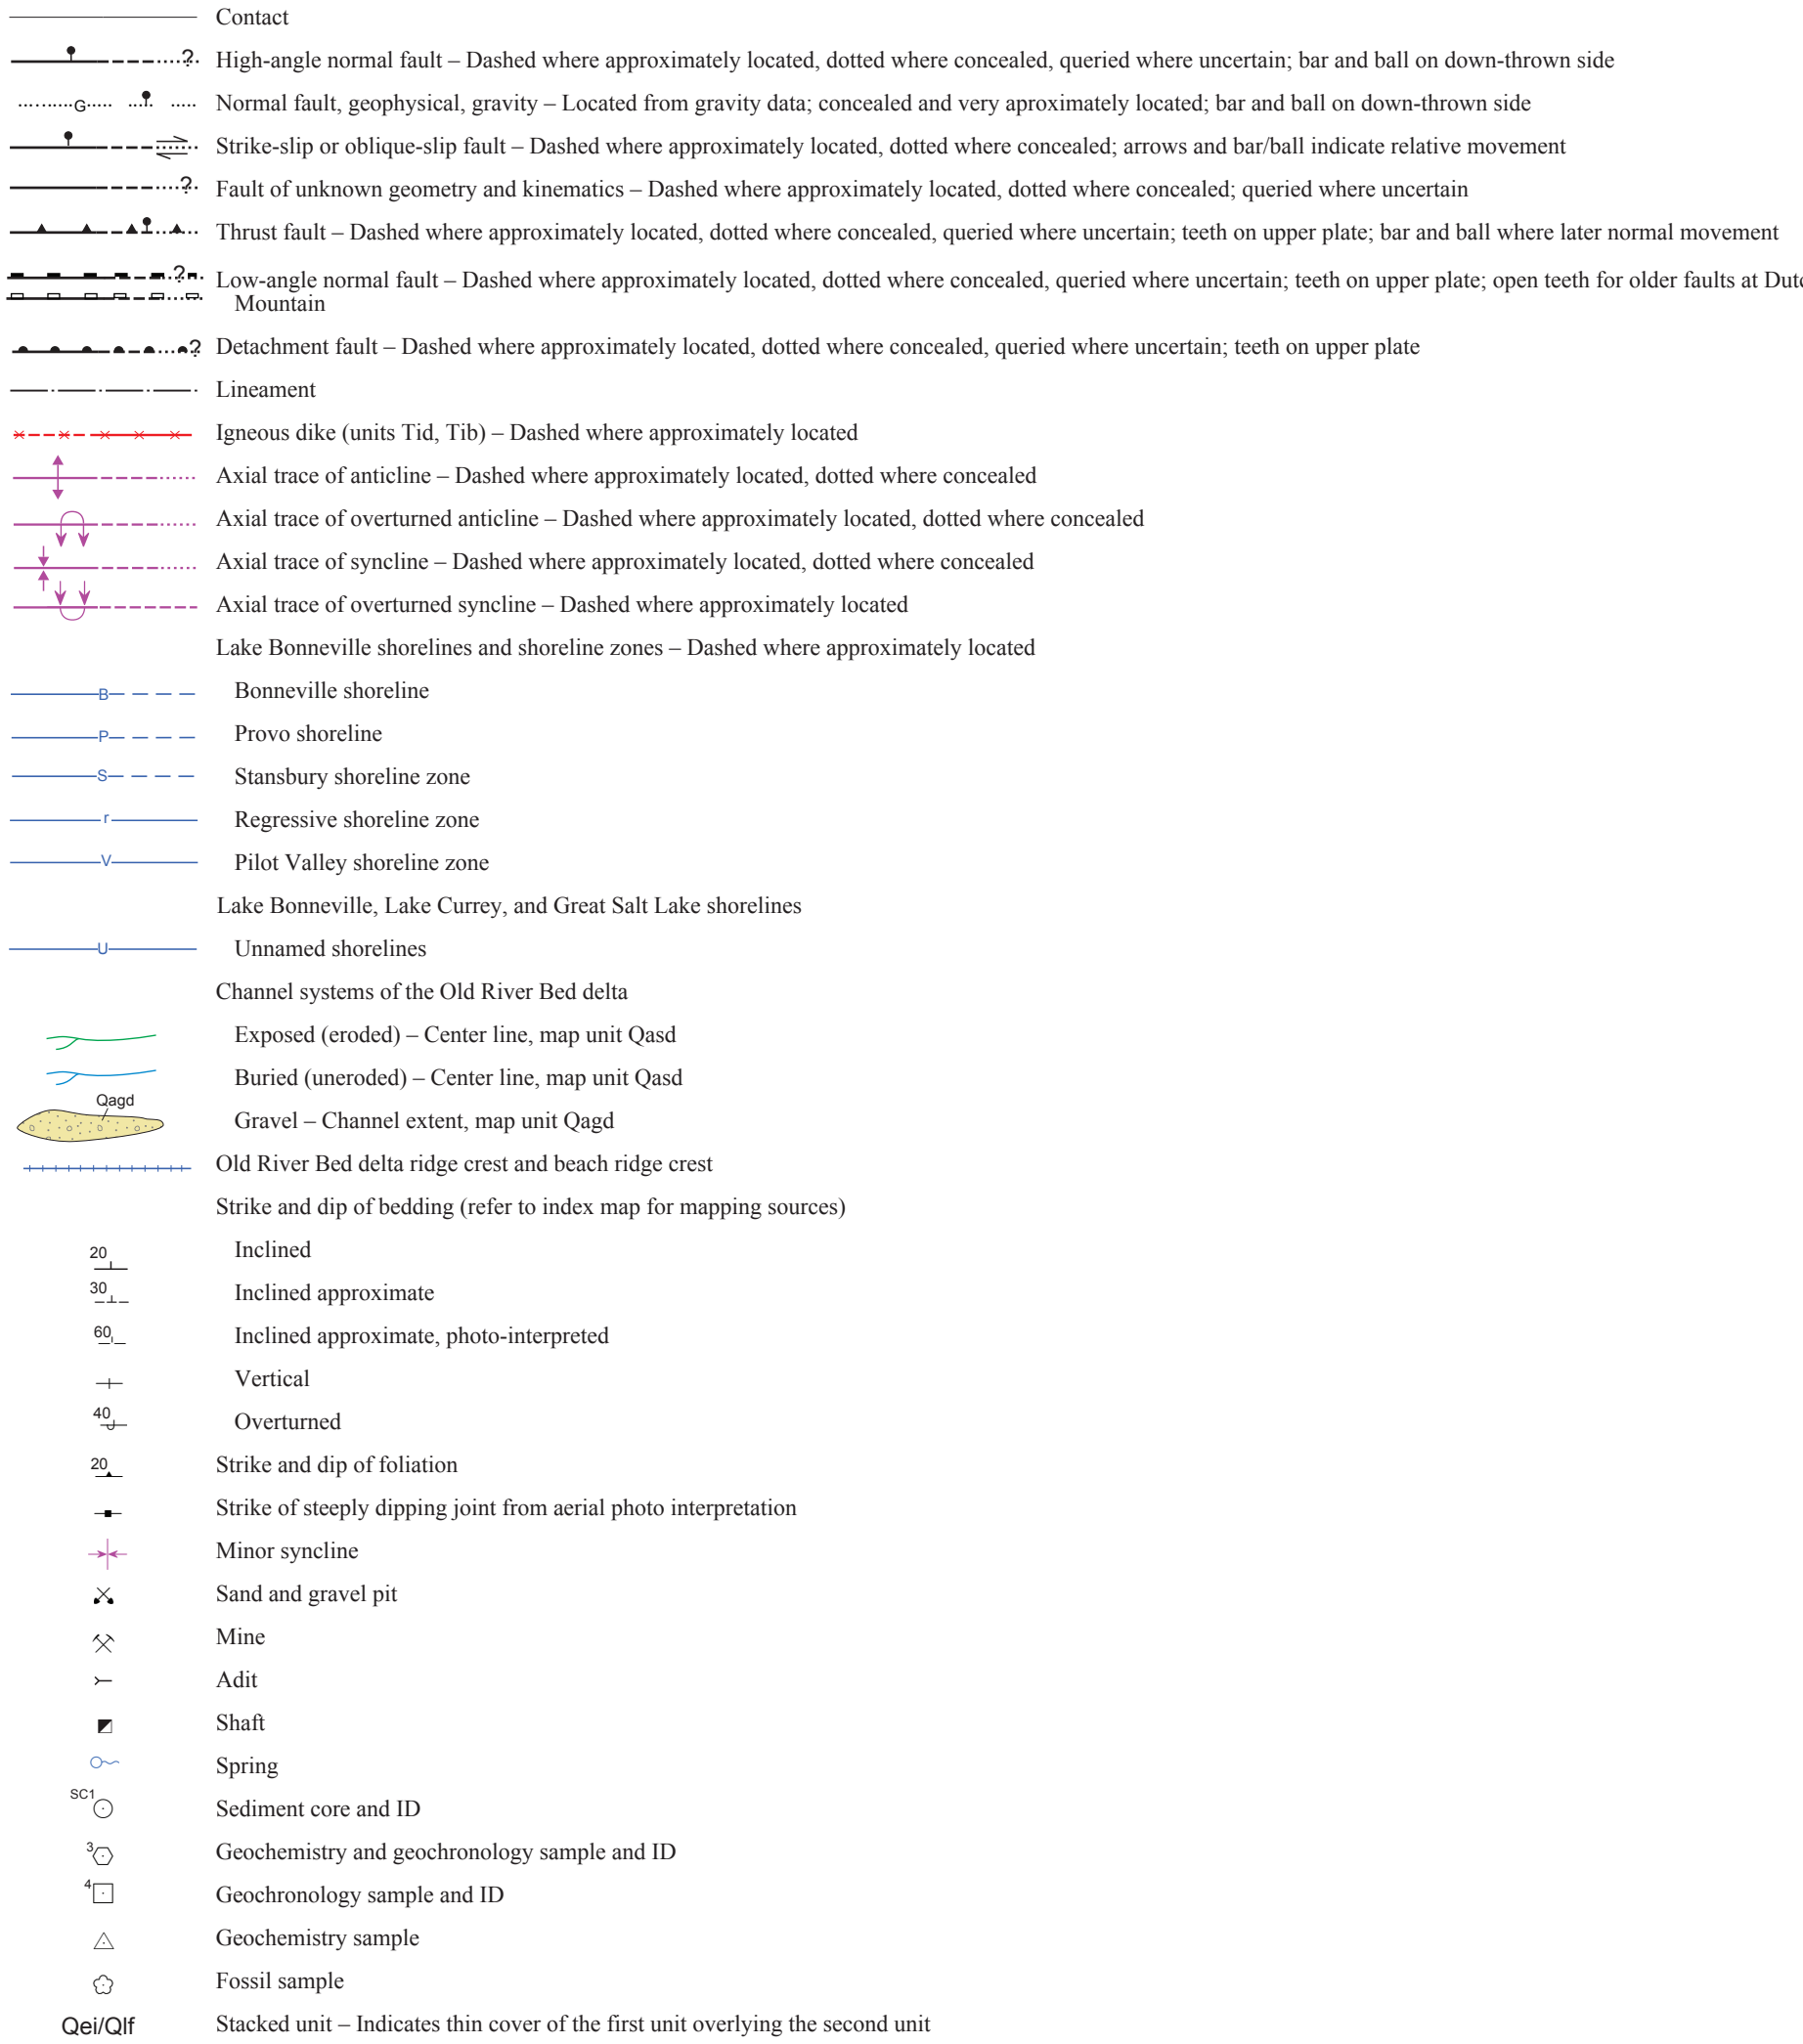 Contact
? High-angle normal fault – Dashed where approximately located, dotted where concealed, queried where uncertain; bar and ball on down-thrown side
G Normal fault, geophysical, gravity – Located from gravity data; concealed and very aproximately located; bar and ball on down-thrown side
Strike-slip or oblique-slip fault – Dashed where approximately located, dotted where concealed; arrows and bar/ball indicate relative movement
? Fault of unknown geometry and kinematics – Dashed where approximately located, dotted where concealed; queried where uncertain
Thrust fault – Dashed where approximately located, dotted where concealed, queried where uncertain; teeth on upper plate; bar and ball where later normal movement
? Low-angle normal fault – Dashed where approximately located, dotted where concealed, queried where uncertain; teeth on upper plate; open teeth for older faults at Dutc
Mountain
? Detachment fault – Dashed where approximately located, dotted where concealed, queried where uncertain; teeth on upper plate
Lineament
Igneous dike (units Tid, Tib) – Dashed where approximately located
Axial trace of anticline – Dashed where approximately located, dotted where concealed
Axial trace of overturned anticline – Dashed where approximately located, dotted where concealed
Axial trace of syncline – Dashed where approximately located, dotted where concealed
Axial trace of overturned syncline – Dashed where approximately located
Lake Bonneville shorelines and shoreline zones – Dashed where approximately located
B Bonneville shoreline
P Provo shoreline
S Stansbury shoreline zone
r Regressive shoreline zone
V Pilot Valley shoreline zone
Lake Bonneville, Lake Currey, and Great Salt Lake shorelines
U Unnamed shorelines
Channel systems of the Old River Bed delta
Exposed (eroded) – Center line, map unit Qasd
Buried (uneroded) – Center line, map unit Qasd
Qagd
Gravel – Channel extent, map unit Qagd
Old River Bed delta ridge crest and beach ridge crest
Strike and dip of bedding (refer to index map for mapping sources)
20 Inclined
30 Inclined approximate
60 Inclined approximate, photo-interpreted
Vertical
40 Overturned
20 Strike and dip of foliation
Strike of steeply dipping joint from aerial photo interpretation
Minor syncline
Sand and gravel pit
Mine
Adit
Shaft
Spring
SC1 Sediment core and ID
3 Geochemistry and geochronology sample and ID
4 Geochronology sample and ID
Geochemistry sample
Fossil sample
Qei/Qlf Stacked unit – Indicates thin cover of the first unit overlying the second unit